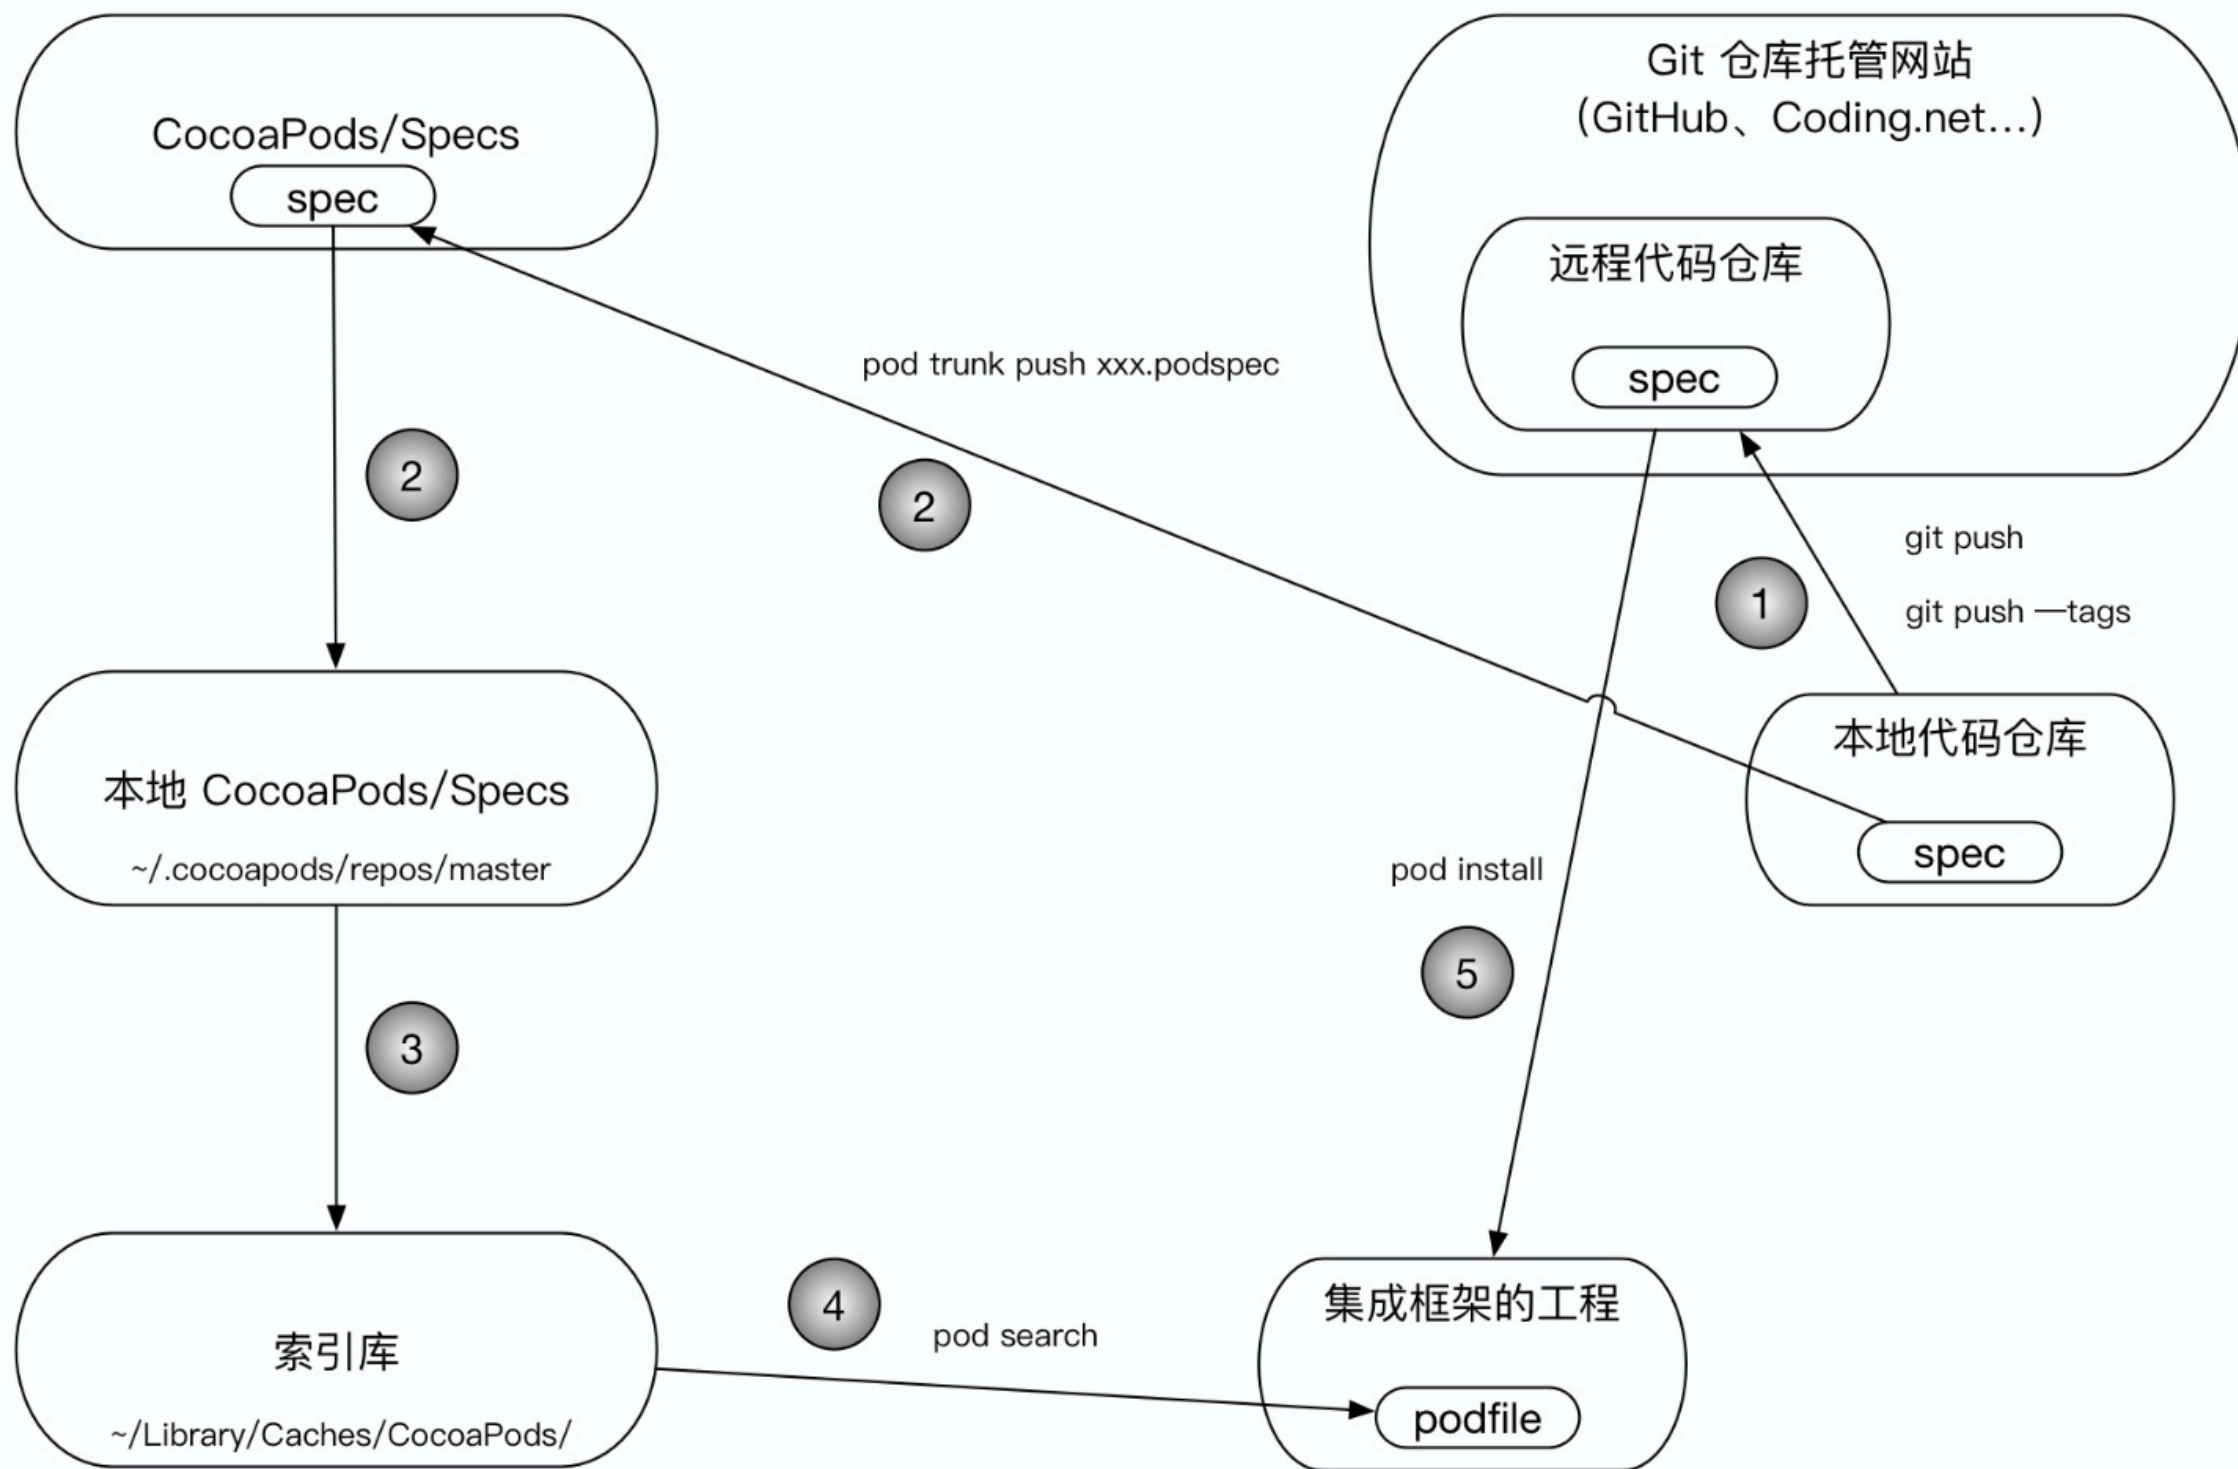 CocoaPods/Specs
spec
Git 仓库托管网站
(GitHub、Coding.net...)
远程代码仓库
spec
pod trunk push xxx.podspec
2
2
git push
1
git push —tags
本地代码仓库
spec
本地 CocoaPods/Specs
~/.cocoapods/repos/master
pod install
5
3
4
pod search
索引库
~/Library/Caches/CocoaPods/
集成框架的工程
podfile